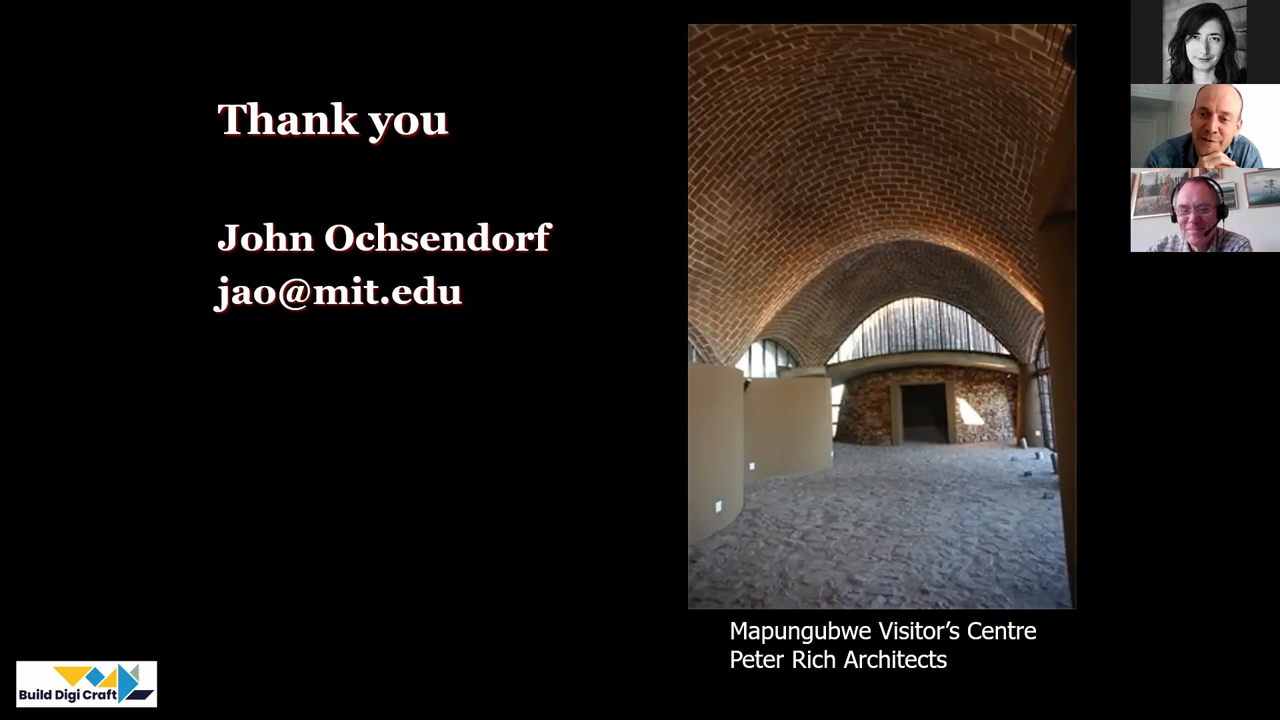 Thank you
John Ochsendorf
jao@mit.edu
Mapungubwe Visitor's Centre
Peter Rich Architects
Build Digi Craft